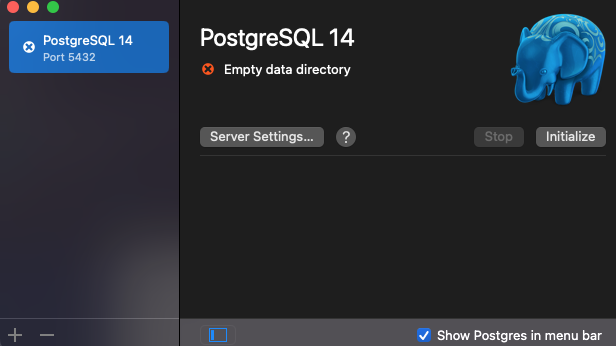 PostgreSQL 14
Port 5432
PostgreSQL 14
Empty data directory
Server Settings... ? Stop Initialize
Show Postgres in menu bar